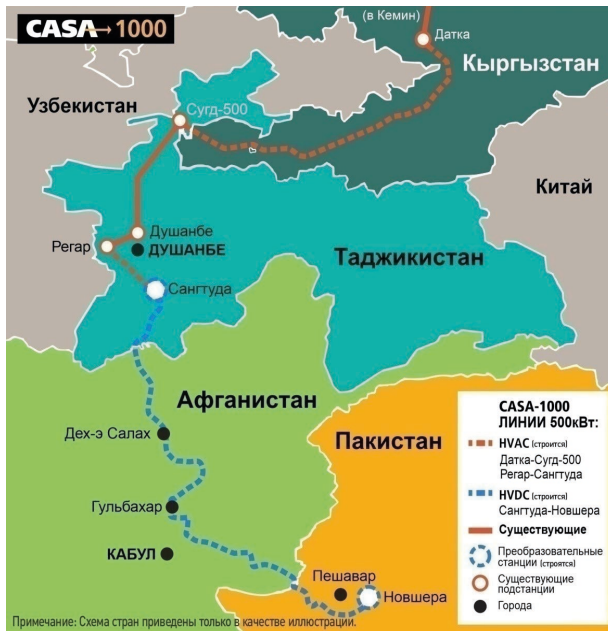 CASA 1000
(в Кемин)
Датка
Кыргызстан
Узбекистан
Сугд-500
Китай
Душанбе
Регар
ДУШАНБЕ
Таджикистан
Сангтуда
Афганистан
Пакистан
Дех-э Салах
Гульбахар
КАБУЛ
Пешавар
Новшера
CASA-1000
ЛИНИИ 500кВт:
HVAC (строится)
Датка-Сугд-500
Регар-Сангтуда
HVDC (строится)
Сангтуда-Новшера
Существующие
Преобразовательные
станции (строятся)
Существующие
подстанции
Города
Примечание: Схема стран приведены только в качестве иллюстрации.